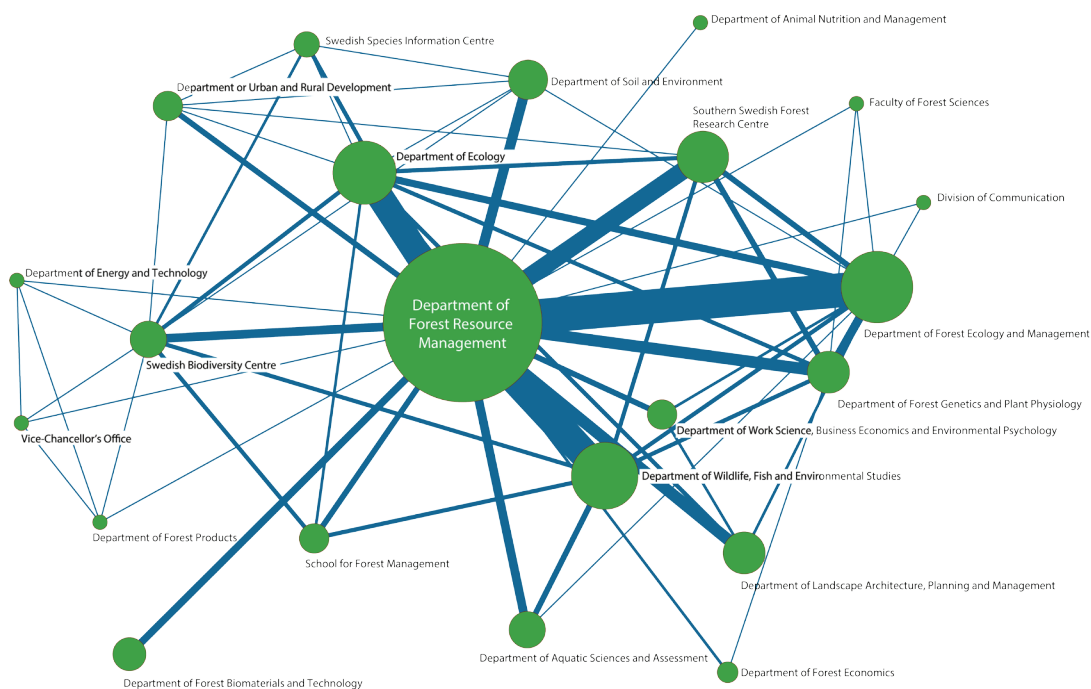 Department of Animal Nutrition and Management
Swedish Species Information Centre
Department of Soil and Environment
Department or Urban and Rural Development
Faculty of Forest Sciences
Southern Swedish Forest
Research Centre
Department of Ecology
Division of Communication
Department of Energy and Technology
Department of
Forest Resource
Management
Department of Forest Ecology and Management
Swedish Biodiversity Centre
Department of Forest Genetics and Plant Physiology
Vice-Chancellor's Office
Department of Work Science, Business Economics and Environmental Psychology
Department of Wildlife, Fish and Environmental Studies
Department of Forest Products
School for Forest Management
Department of Landscape Architecture, Planning and Management
Department of Aquatic Sciences and Assessment
Department of Forest Economics
Department of Forest Biomaterials and Technology